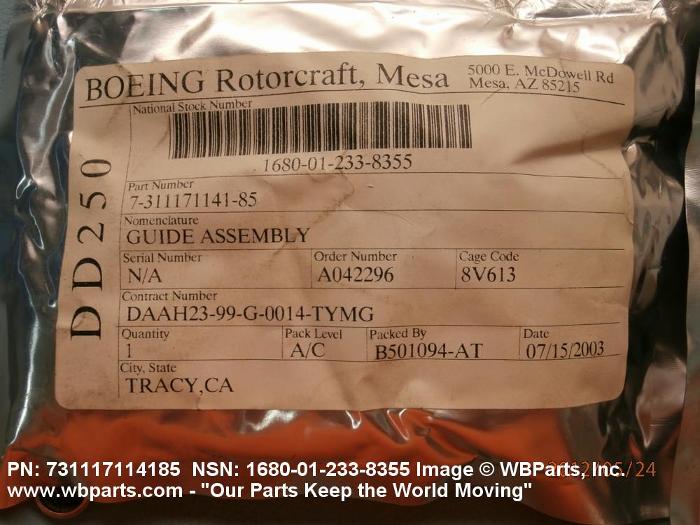 BOEING Rotorcraft, Mesa
5000 E. McDowell Rd
Mesa, AZ 85215
National Stock Number
1680-01-233-8355
DD250
Part Number
7-311171141-85
Nomenclature
GUIDE ASSEMBLY
Serial Number Order Number Cage Code
N/A A042296 8V613
Contract Number
DAAH23-99-G-0014-TYMG
Quantity Pack Level Packed By Date
1 A/C B501094-AT 07/15/2003
City, State
TRACY,CA
PN: 731117114185 NSN: 1680-01-233-8355 Image © WBParts, Inc.
www.wbparts.com - "Our Parts Keep the World Moving"